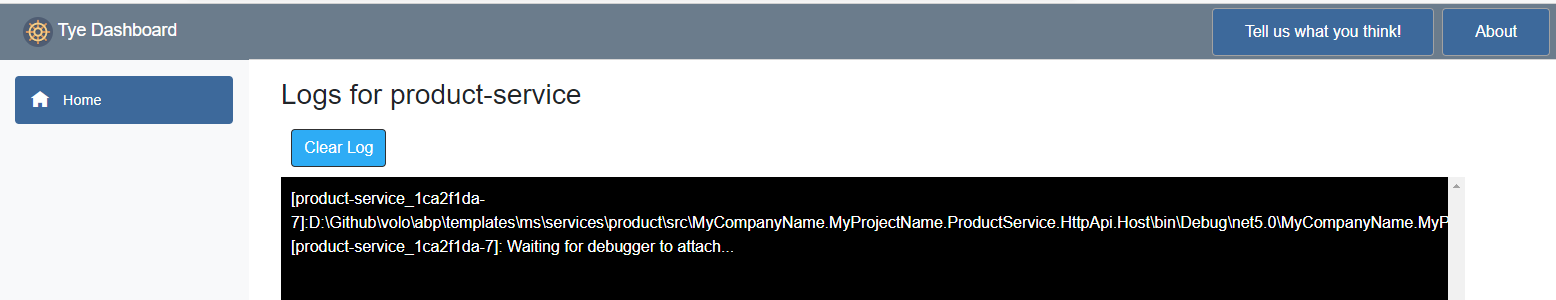 Tye Dashboard
Tell us what you think!
About
Home
Logs for product-service
Clear Log
[product-service_1ca2f1da-
7]:D:\Github\volo\abp\templates\ms\services\product\src\MyCompanyName.MyProjectName.ProductService.HttpApi.Host\bin\Debug\net5.0\MyCompanyName.MyP
[product-service_1ca2f1da-7]: Waiting for debugger to attach...